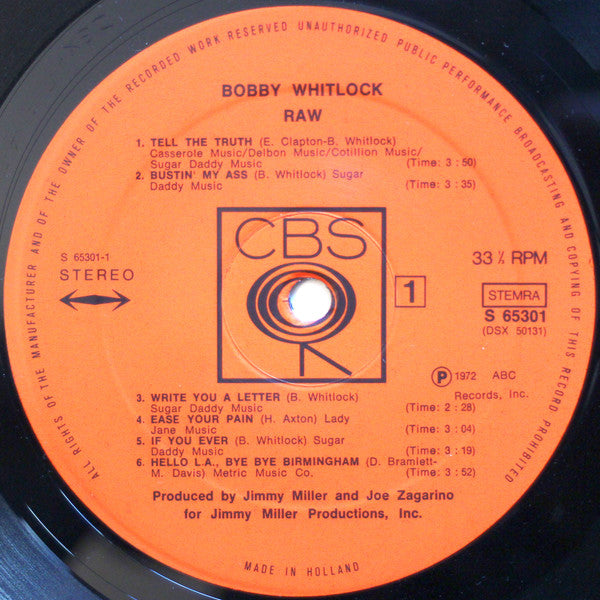 ALL RIGHTS OF THE MANUFACTURER AND OF THE OWNER OF THE RECORDED WORK RESERVED UNAUTHORIZED PUBLIC PERFORMANCE BROADCASTING AND COPYING OF THIS RECORD PROHIBITED
BOBBY WHITLOCK
RAW
1. TELL THE TRUTH (E. Clapton-B. Whitlock)
Casserole Music/Delbon Music/Cotillion Music/
Sugar Daddy Music (Time: 3 : 50)
2. BUSTIN' MY ASS (B. Whitlock) Sugar
Daddy Music (Time: 3 : 35)
CBS
S 65301-1
STEREO
33 ⅓ RPM
1
STEMRA
S 65301
(DSX 50131)
Ⓟ 1972 ABC
Records, Inc.
3. WRITE YOU A LETTER (B. Whitlock)
Sugar Daddy Music (Time: 2 : 28)
4. EASE YOUR PAIN (H. Axton) Lady
Jane Music (Time: 3 : 04)
5. IF YOU EVER (B. Whitlock) Sugar
Daddy Music (Time: 3 : 19)
6. HELLO L.A., BYE BYE BIRMINGHAM (D. Bramlett-
M. Davis) Metric Music Co. (Time: 3 : 52)
Produced by Jimmy Miller and Joe Zagarino
for Jimmy Miller Productions, Inc.
MADE IN HOLLAND